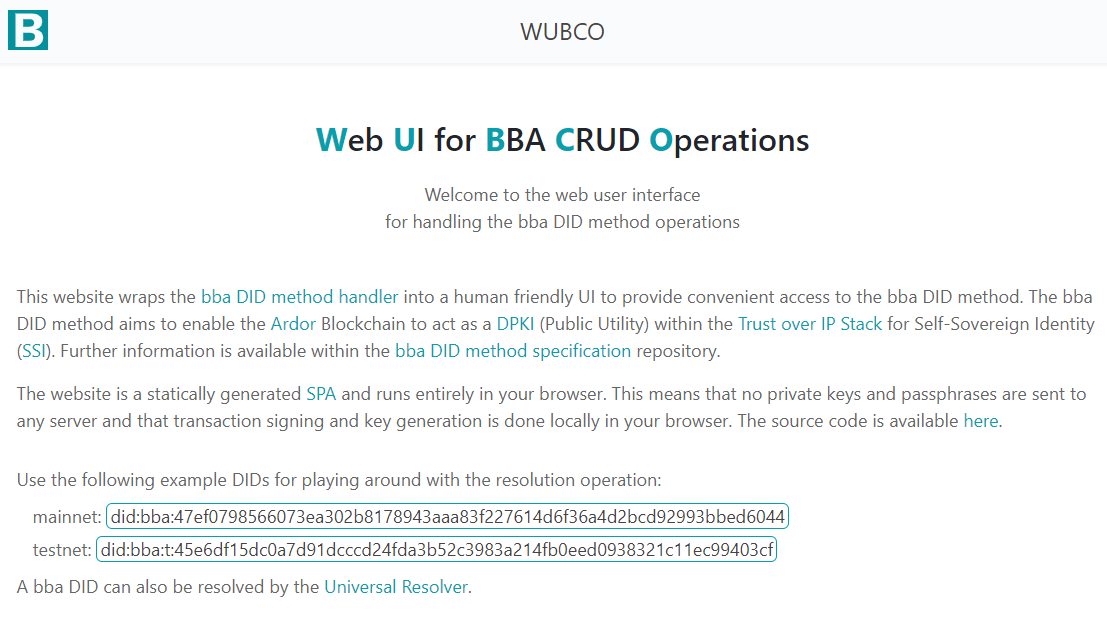 B
WUBCO
Web UI for BBA CRUD Operations
Welcome to the web user interface
for handling the bba DID method operations
This website wraps the bba DID method handler into a human friendly UI to provide convenient access to the bba DID method. The bba
DID method aims to enable the Ardor Blockchain to act as a DPKI (Public Utility) within the Trust over IP Stack for Self-Sovereign Identity
(SSI). Further information is available within the bba DID method specification repository.
The website is a statically generated SPA and runs entirely in your browser. This means that no private keys and passphrases are sent to
any server and that transaction signing and key generation is done locally in your browser. The source code is available here.
Use the following example DIDs for playing around with the resolution operation:
mainnet: did:bba:47ef0798566073ea302b8178943aaa83f227614d6f36a4d2bcd92993bbed6044
testnet: did:bba:t:45e6df15dc0a7d91dcccd24fda3b52c3983a214fb0eed0938321c11ec99403cf
A bba DID can also be resolved by the Universal Resolver.